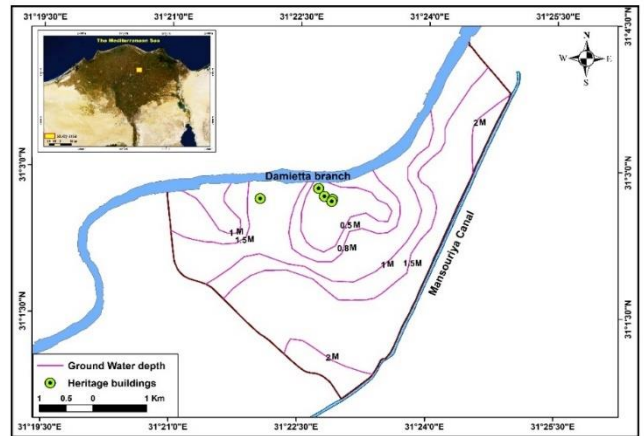 31°19'30"E
31°21'0"E
31°22'30"E
31°24'0"E
31°25'30"E
The Mediterranean Sea
N
W
E
S
31°3'0"N
31°3'0"N
Damiette branch
2 M
0.5 M
1 M
1.5M
0.8M
1M
1.5M
Mansouriya Canal
31°1'30"N
31°1'30"N
2M
Ground Water depth
Heritage buildings
1 0.5 0 1 Km
31°19'30"E
31°21'0"E
31°22'30"E
31°24'0"E
31°25'30"E